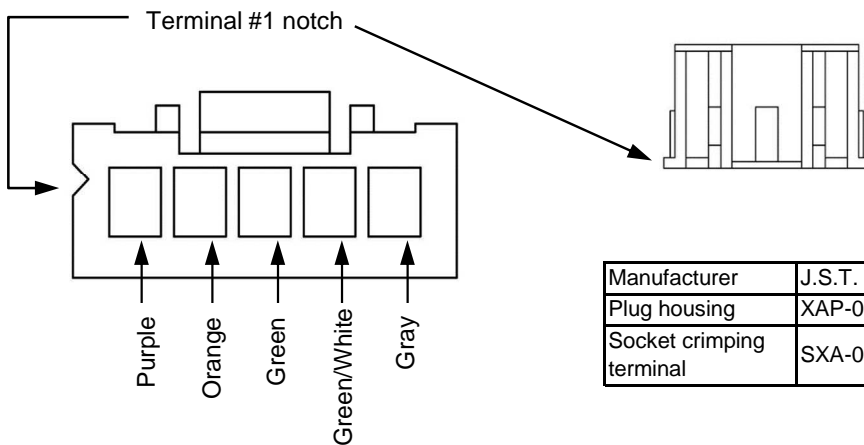 Terminal #1 notch
Purple
Orange
Green
Green/White
Gray
Manufacturer J.S.T.
Plug housing XAP-0
Socket crimping
terminal SXA-0